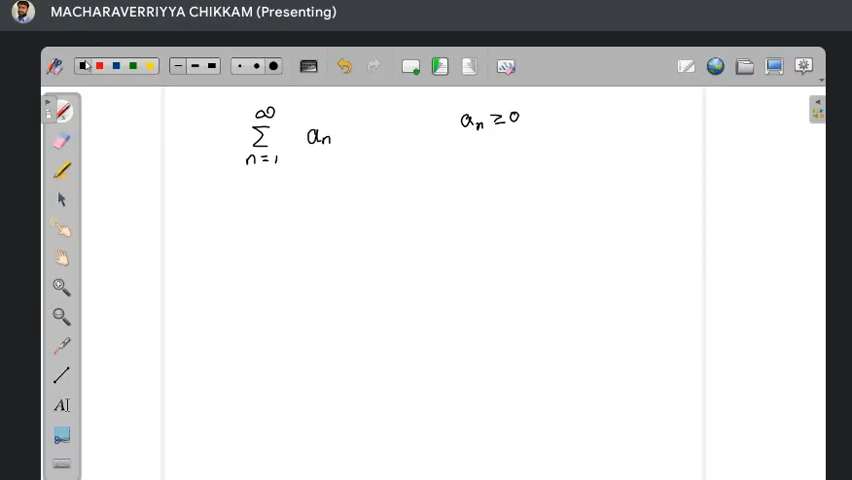 MACHARAVERRIYYA CHIKKAM (Presenting)
∞
∑ aₙ
n=1
aₙ ≥ 0
A